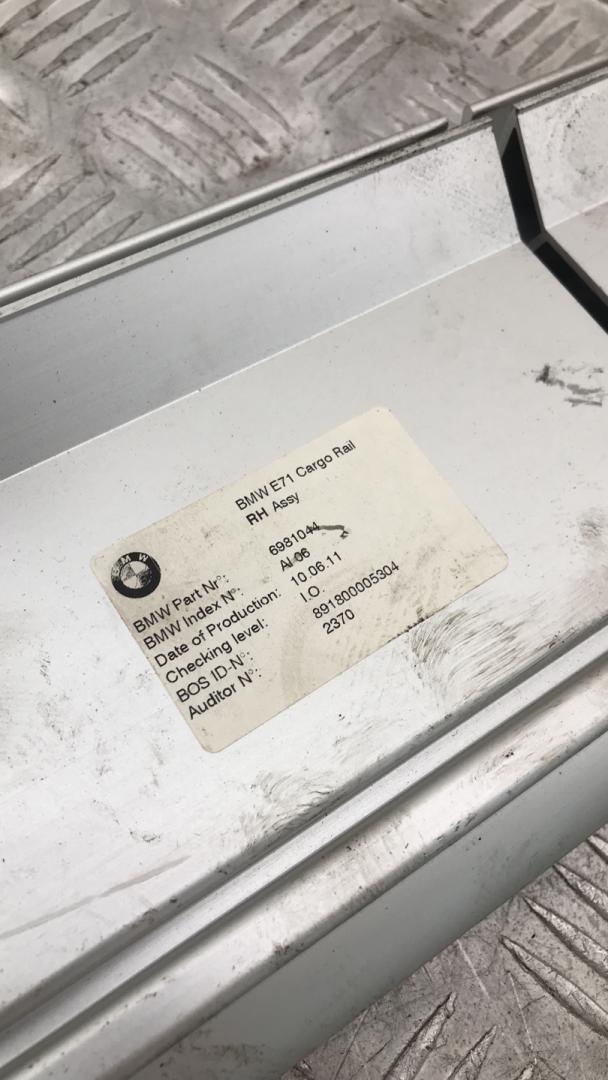 BMW E71 Cargo Rail
RH Assy
BMW
BMW Part Nr°: 6981044
BMW Index N°: AI 06
Date of Production: 10.06.11
Checking level: I.O.
BOS ID-N°: 891800005304
Auditor N°: 2370